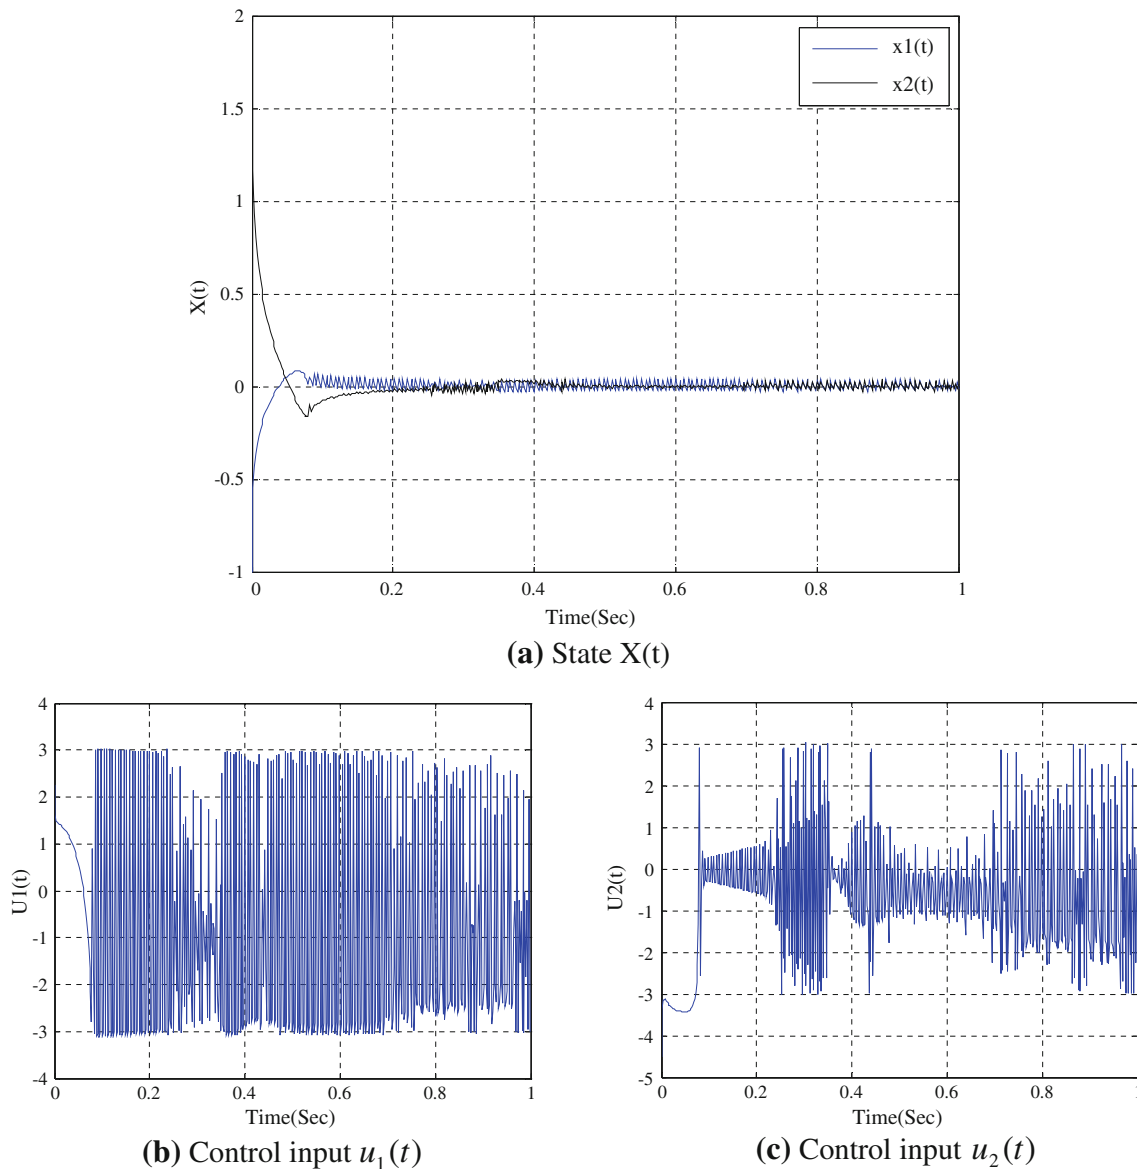 2
1.5
1
0.5
0
-0.5
-1
X(t)
x1(t)
x2(t)
0 0.2 0.4 0.6 0.8 1
Time(Sec)
(a) State X(t)
4
3
2
1
0
-1
-2
-3
-4
U1(t)
0 0.2 0.4 0.6 0.8 1
Time(Sec)
(b) Control input u₁(t)
4
3
2
1
0
-1
-2
-3
-4
-5
U2(t)
0 0.2 0.4 0.6 0.8 1
Time(Sec)
(c) Control input u₂(t)